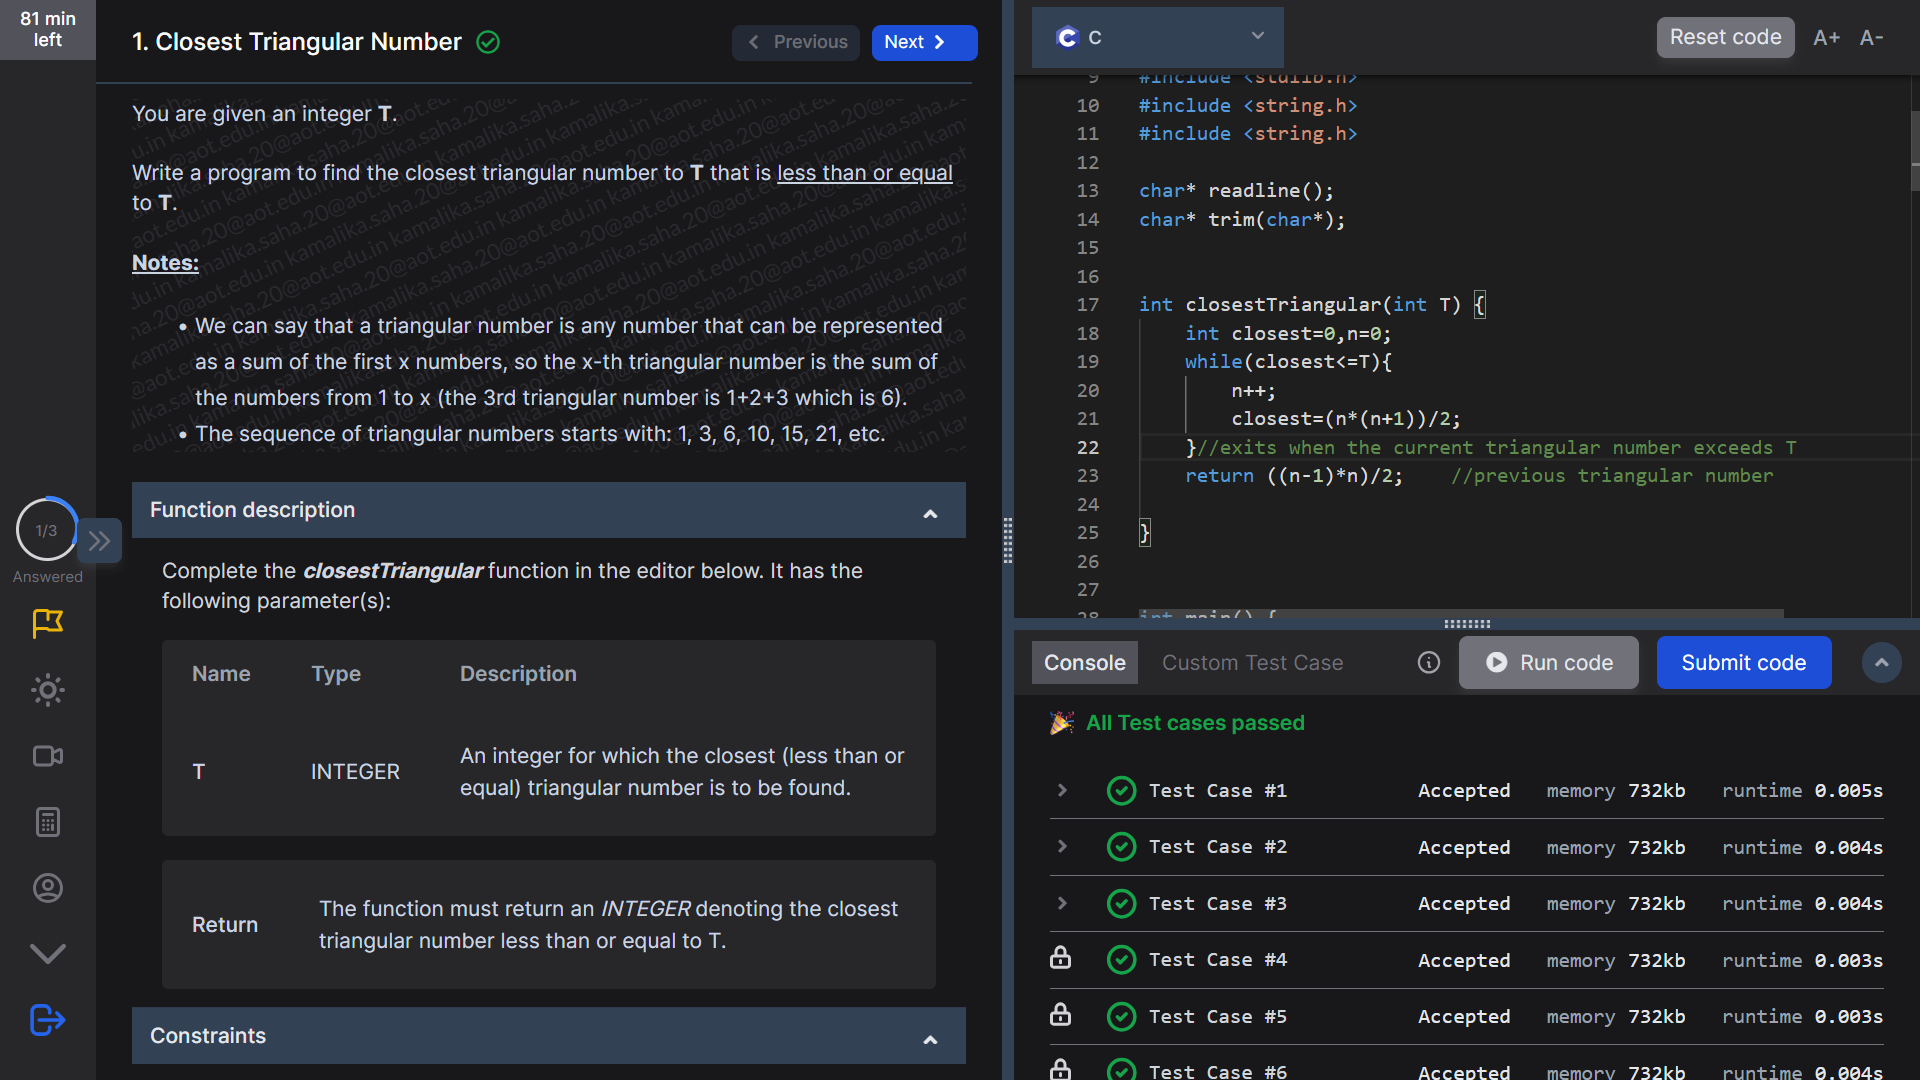 81 min
left
1. Closest Triangular Number
Previous
Next
You are given an integer T.
Write a program to find the closest triangular number to T that is less than or equal
to T.
Notes:
• We can say that a triangular number is any number that can be represented
as a sum of the first x numbers, so the x-th triangular number is the sum of
the numbers from 1 to x (the 3rd triangular number is 1+2+3 which is 6).
• The sequence of triangular numbers starts with: 1, 3, 6, 10, 15, 21, etc.
kamalika.saha.20@aot.edu.in
1/3
Answered
Function description
Complete the closestTriangular function in the editor below. It has the
following parameter(s):
Name Type Description
T INTEGER An integer for which the closest (less than or
equal) triangular number is to be found.
Return The function must return an INTEGER denoting the closest
triangular number less than or equal to T.
Constraints
C
Reset code
A+ A-
9 #include <stdlib.h>
10 #include <string.h>
11 #include <string.h>
12
13 char* readline();
14 char* trim(char*);
15
16
17 int closestTriangular(int T) {
18 int closest=0,n=0;
19 while(closest<=T){
20 n++;
21 closest=(n*(n+1))/2;
22 }//exits when the current triangular number exceeds T
23 return ((n-1)*n)/2; //previous triangular number
24
25 }
26
27
28 int main() {
Console
Custom Test Case
Run code
Submit code
All Test cases passed
Test Case #1 Accepted memory 732kb runtime 0.005s
Test Case #2 Accepted memory 732kb runtime 0.004s
Test Case #3 Accepted memory 732kb runtime 0.004s
Test Case #4 Accepted memory 732kb runtime 0.003s
Test Case #5 Accepted memory 732kb runtime 0.003s
Test Case #6 Accepted memory 732kb runtime 0.004s